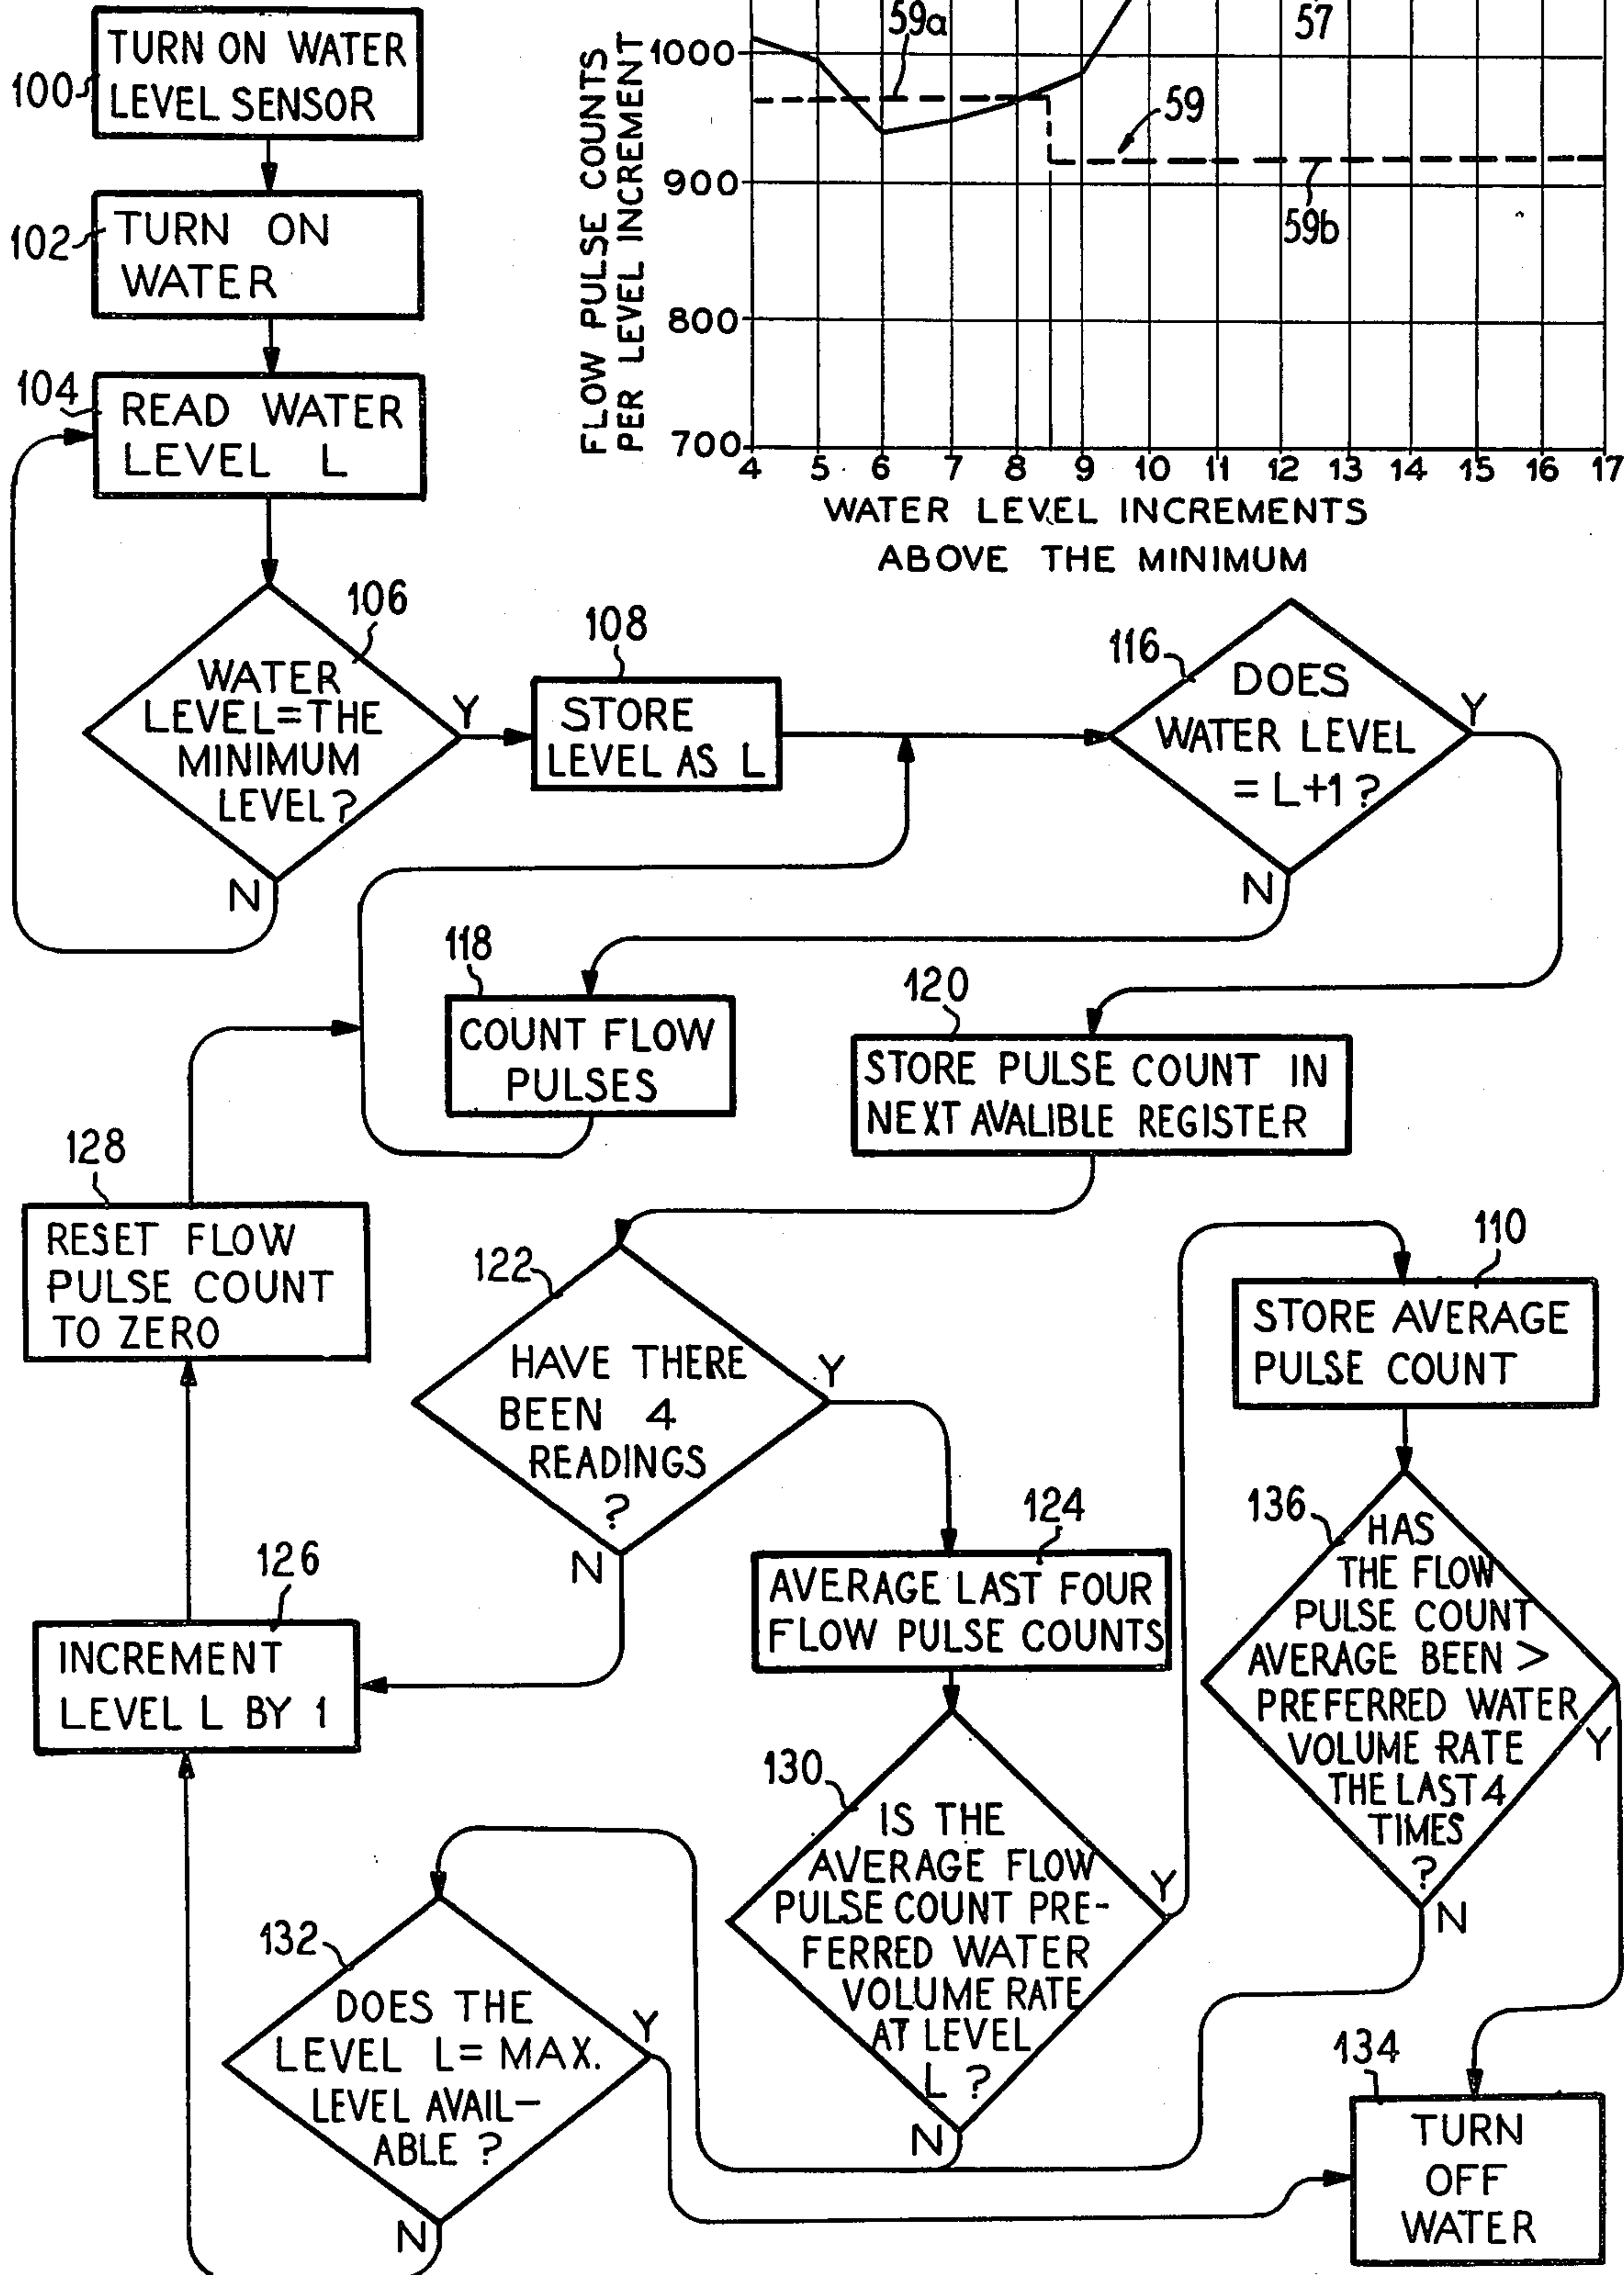 100
TURN ON WATER
LEVEL SENSOR
102
TURN ON
WATER
104
READ WATER
LEVEL L
FLOW PULSE COUNTS
PER LEVEL INCREMENT
1000
900
800
700
59a
57
59
59b
4 5 6 7 8 9 10 11 12 13 14 15 16 17
WATER LEVEL INCREMENTS
ABOVE THE MINIMUM
106
WATER
LEVEL=THE
MINIMUM
LEVEL?
Y
N
108
STORE
LEVEL AS L
116
DOES
WATER LEVEL
= L+1?
Y
N
118
COUNT FLOW
PULSES
120
STORE PULSE COUNT IN
NEXT AVALIBLE REGISTER
128
RESET FLOW
PULSE COUNT
TO ZERO
122
HAVE THERE
BEEN 4
READINGS
?
Y
N
110
STORE AVERAGE
PULSE COUNT
126
INCREMENT
LEVEL L BY 1
124
AVERAGE LAST FOUR
FLOW PULSE COUNTS
136
HAS
THE FLOW
PULSE COUNT
AVERAGE BEEN >
PREFERRED WATER
VOLUME RATE
THE LAST 4
TIMES
?
Y
N
130
IS THE
AVERAGE FLOW
PULSE COUNT PRE-
FERRED WATER
VOLUME RATE
AT LEVEL
L ?
Y
N
132
DOES THE
LEVEL L= MAX.
LEVEL AVAIL-
ABLE ?
Y
N
134
TURN
OFF
WATER